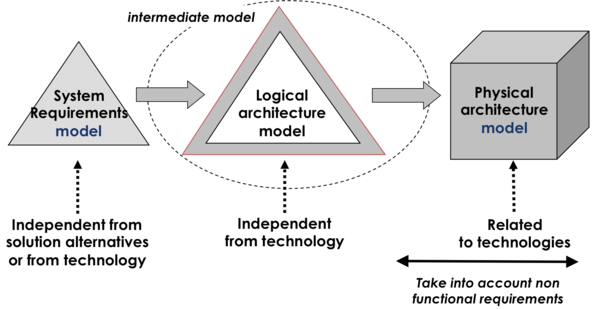 intermediate model
System
Requirements
model
Logical
architecture
model
Physical
architecture
model
Independent from
solution alternatives
or from technology
Independent
from technology
Related
to technologies
Take into account non
functional requirements